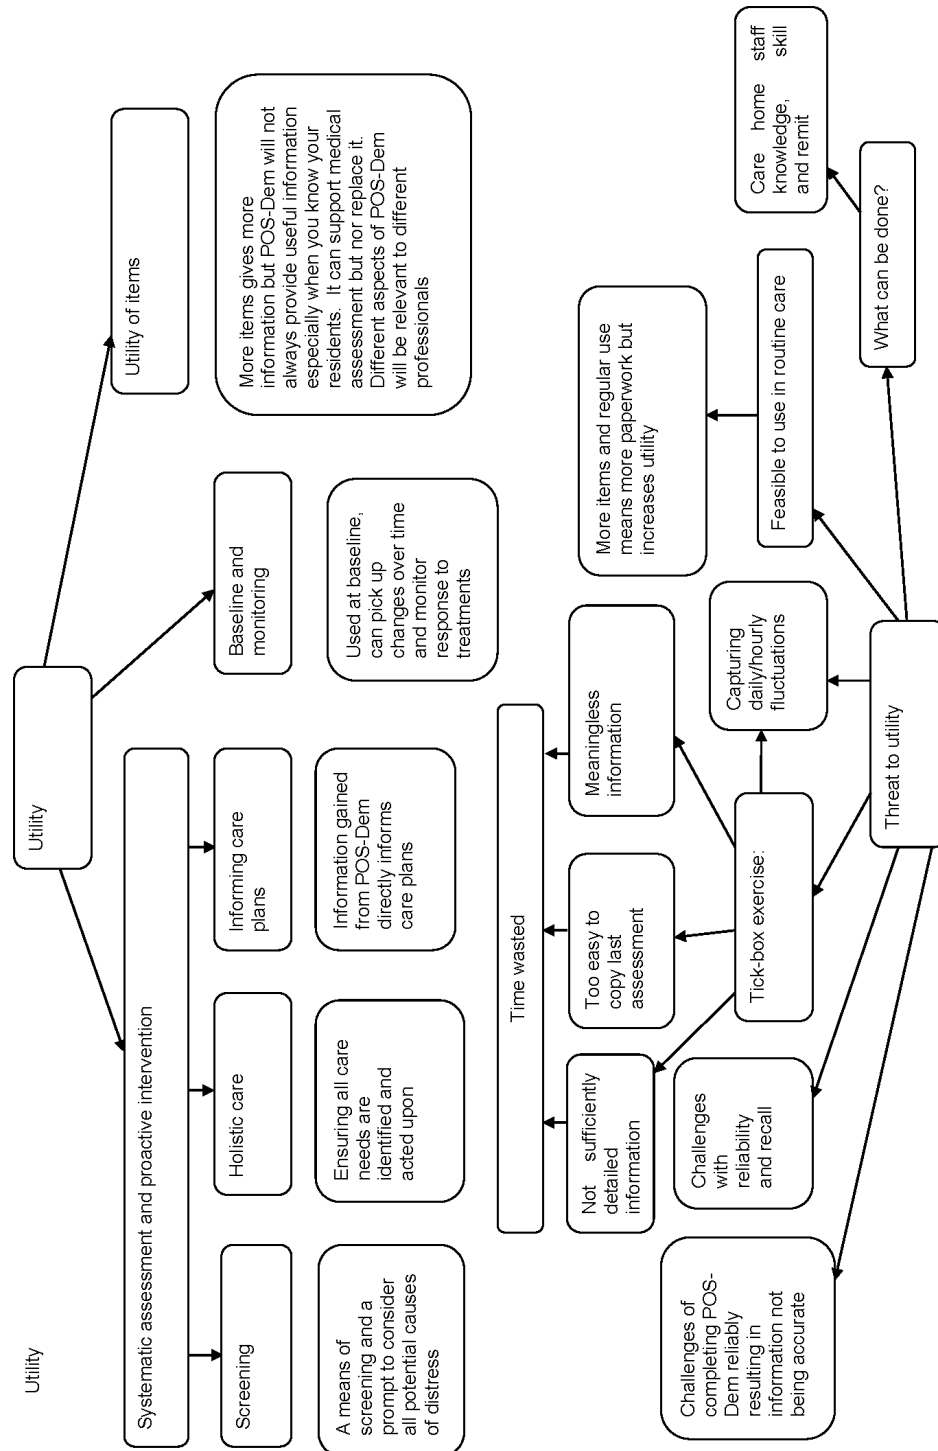 Utility
Utility
Systematic assessment and proactive intervention
Screening
A means of
screening and a
prompt to consider
all potential causes
of distress
Holistic care
Ensuring all care
needs are
identified and
acted upon
Informing care
plans
Information gained
from POS-Dem
directly informs
care plans
Baseline and
monitoring
Used at baseline,
can pick up
changes over time
and monitor
response to
treatments
Utility of items
More items gives more
information but POS-Dem will not
always provide useful information
especially when you know your
residents. It can support medical
assessment but nor replace it.
Different aspects of POS-Dem
will be relevant to different
professionals
Time wasted
Not sufficiently
detailed
information
Too easy to
copy last
assessment
Meaningless
information
More items and regular use
means more paperwork but
increases utility
Challenges of
completing POS-
Dem reliably
resulting in
information not
being accurate
Challenges
with
reliability
and recall
Tick-box exercise:
Capturing
daily/hourly
fluctuations
Feasible to use in routine care
Care home staff
knowledge, skill
and remit
What can be done?
Threat to utility